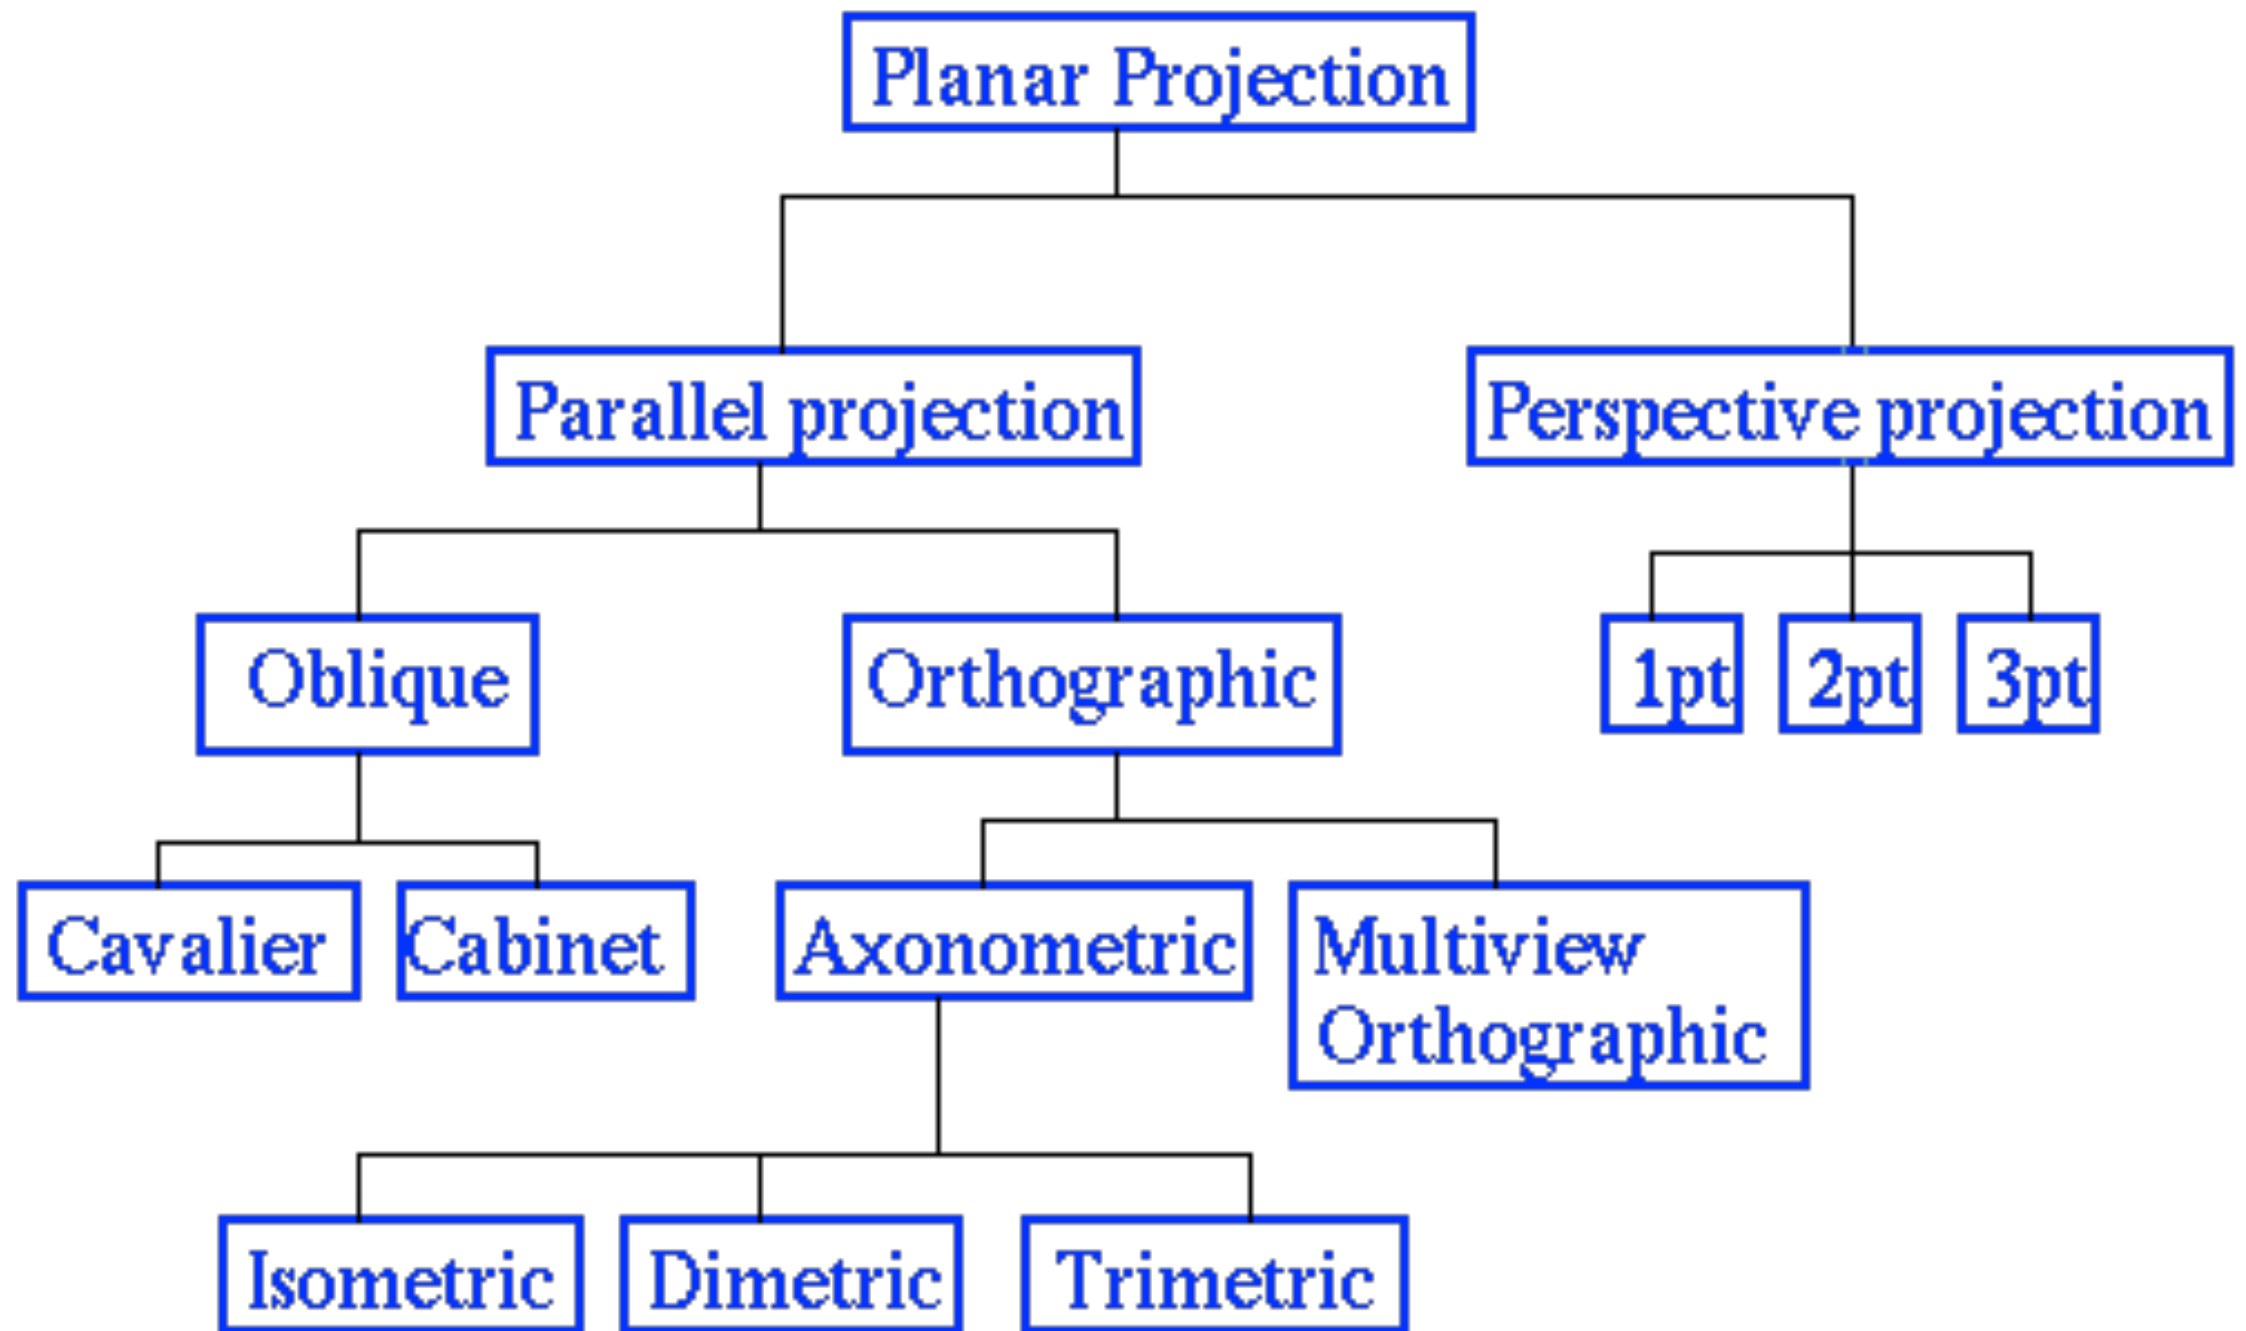 Planar Projection
Parallel projection
Perspective projection
Oblique
Orthographic
1pt
2pt
3pt
Cavalier
Cabinet
Axonometric
Multiview
Orthographic
Isometric
Dimetric
Trimetric